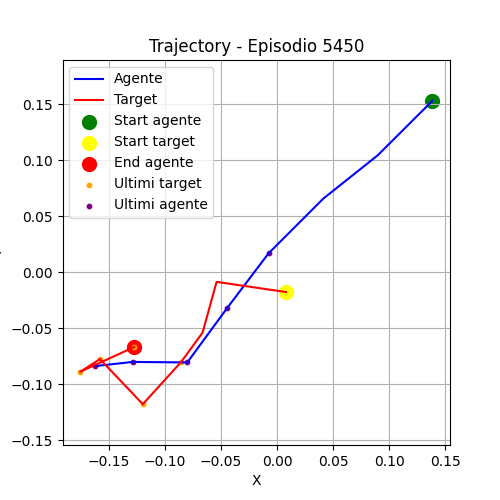 Trajectory - Episodio 5450
Agente
Target
Start agente
Start target
End agente
Ultimi target
Ultimi agente
0.15
0.10
0.05
0.00
−0.05
−0.10
−0.15
−0.15
−0.10
−0.05
0.00
0.05
0.10
0.15
X